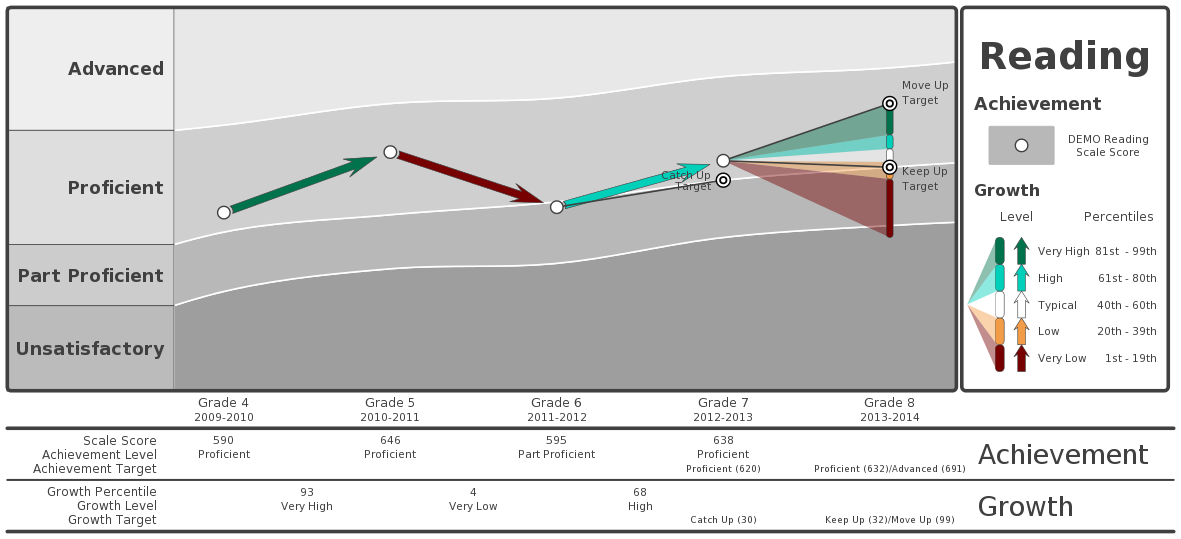 Advanced
Proficient
Part Proficient
Unsatisfactory
Catch Up
Target
Move Up
Target
Keep Up
Target
Reading
Achievement
DEMO Reading
Scale Score
Growth
Level Percentiles
Very High 81st - 99th
High 61st - 80th
Typical 40th - 60th
Low 20th - 39th
Very Low 1st - 19th
Grade 4 Grade 5 Grade 6 Grade 7 Grade 8
2009-2010 2010-2011 2011-2012 2012-2013 2013-2014
Scale Score 590 646 595 638
Achievement Level Proficient Proficient Part Proficient Proficient
Achievement Target Proficient (620) Proficient (632)/Advanced (691)
Achievement
Growth Percentile 93 4 68
Growth Level Very High Very Low High
Growth Target Catch Up (30) Keep Up (32)/Move Up (99)
Growth